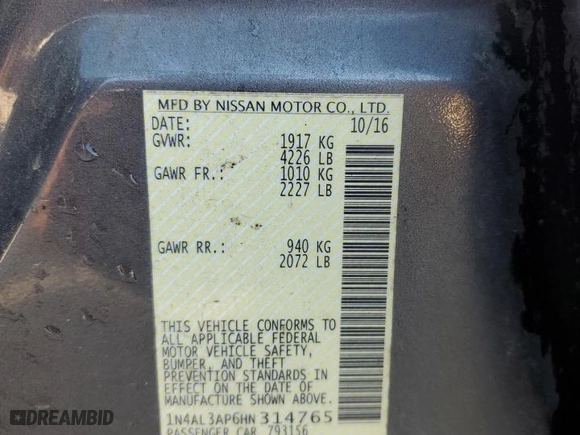 MFD BY NISSAN MOTOR CO., LTD.
DATE: 10/16
GVWR: 1917 KG
4226 LB
GAWR FR.: 1010 KG
2227 LB
GAWR RR.: 940 KG
2072 LB
THIS VEHICLE CONFORMS TO
ALL APPLICABLE FEDERAL
MOTOR VEHICLE SAFETY,
BUMPER, AND THEFT
PREVENTION STANDARDS IN
EFFECT ON THE DATE OF
MANUFACTURE SHOWN ABOVE.
1N4AL3AP6HN314765
PASSENGER CAR 793156
DREAMBID